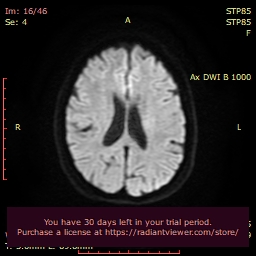 Im: 16/46
STP85
Se: 4
A
STP85
F
Ax DWI B 1000
R
L
You have 30 days left in your trial period.
Purchase a license at https://radiantviewer.com/store/